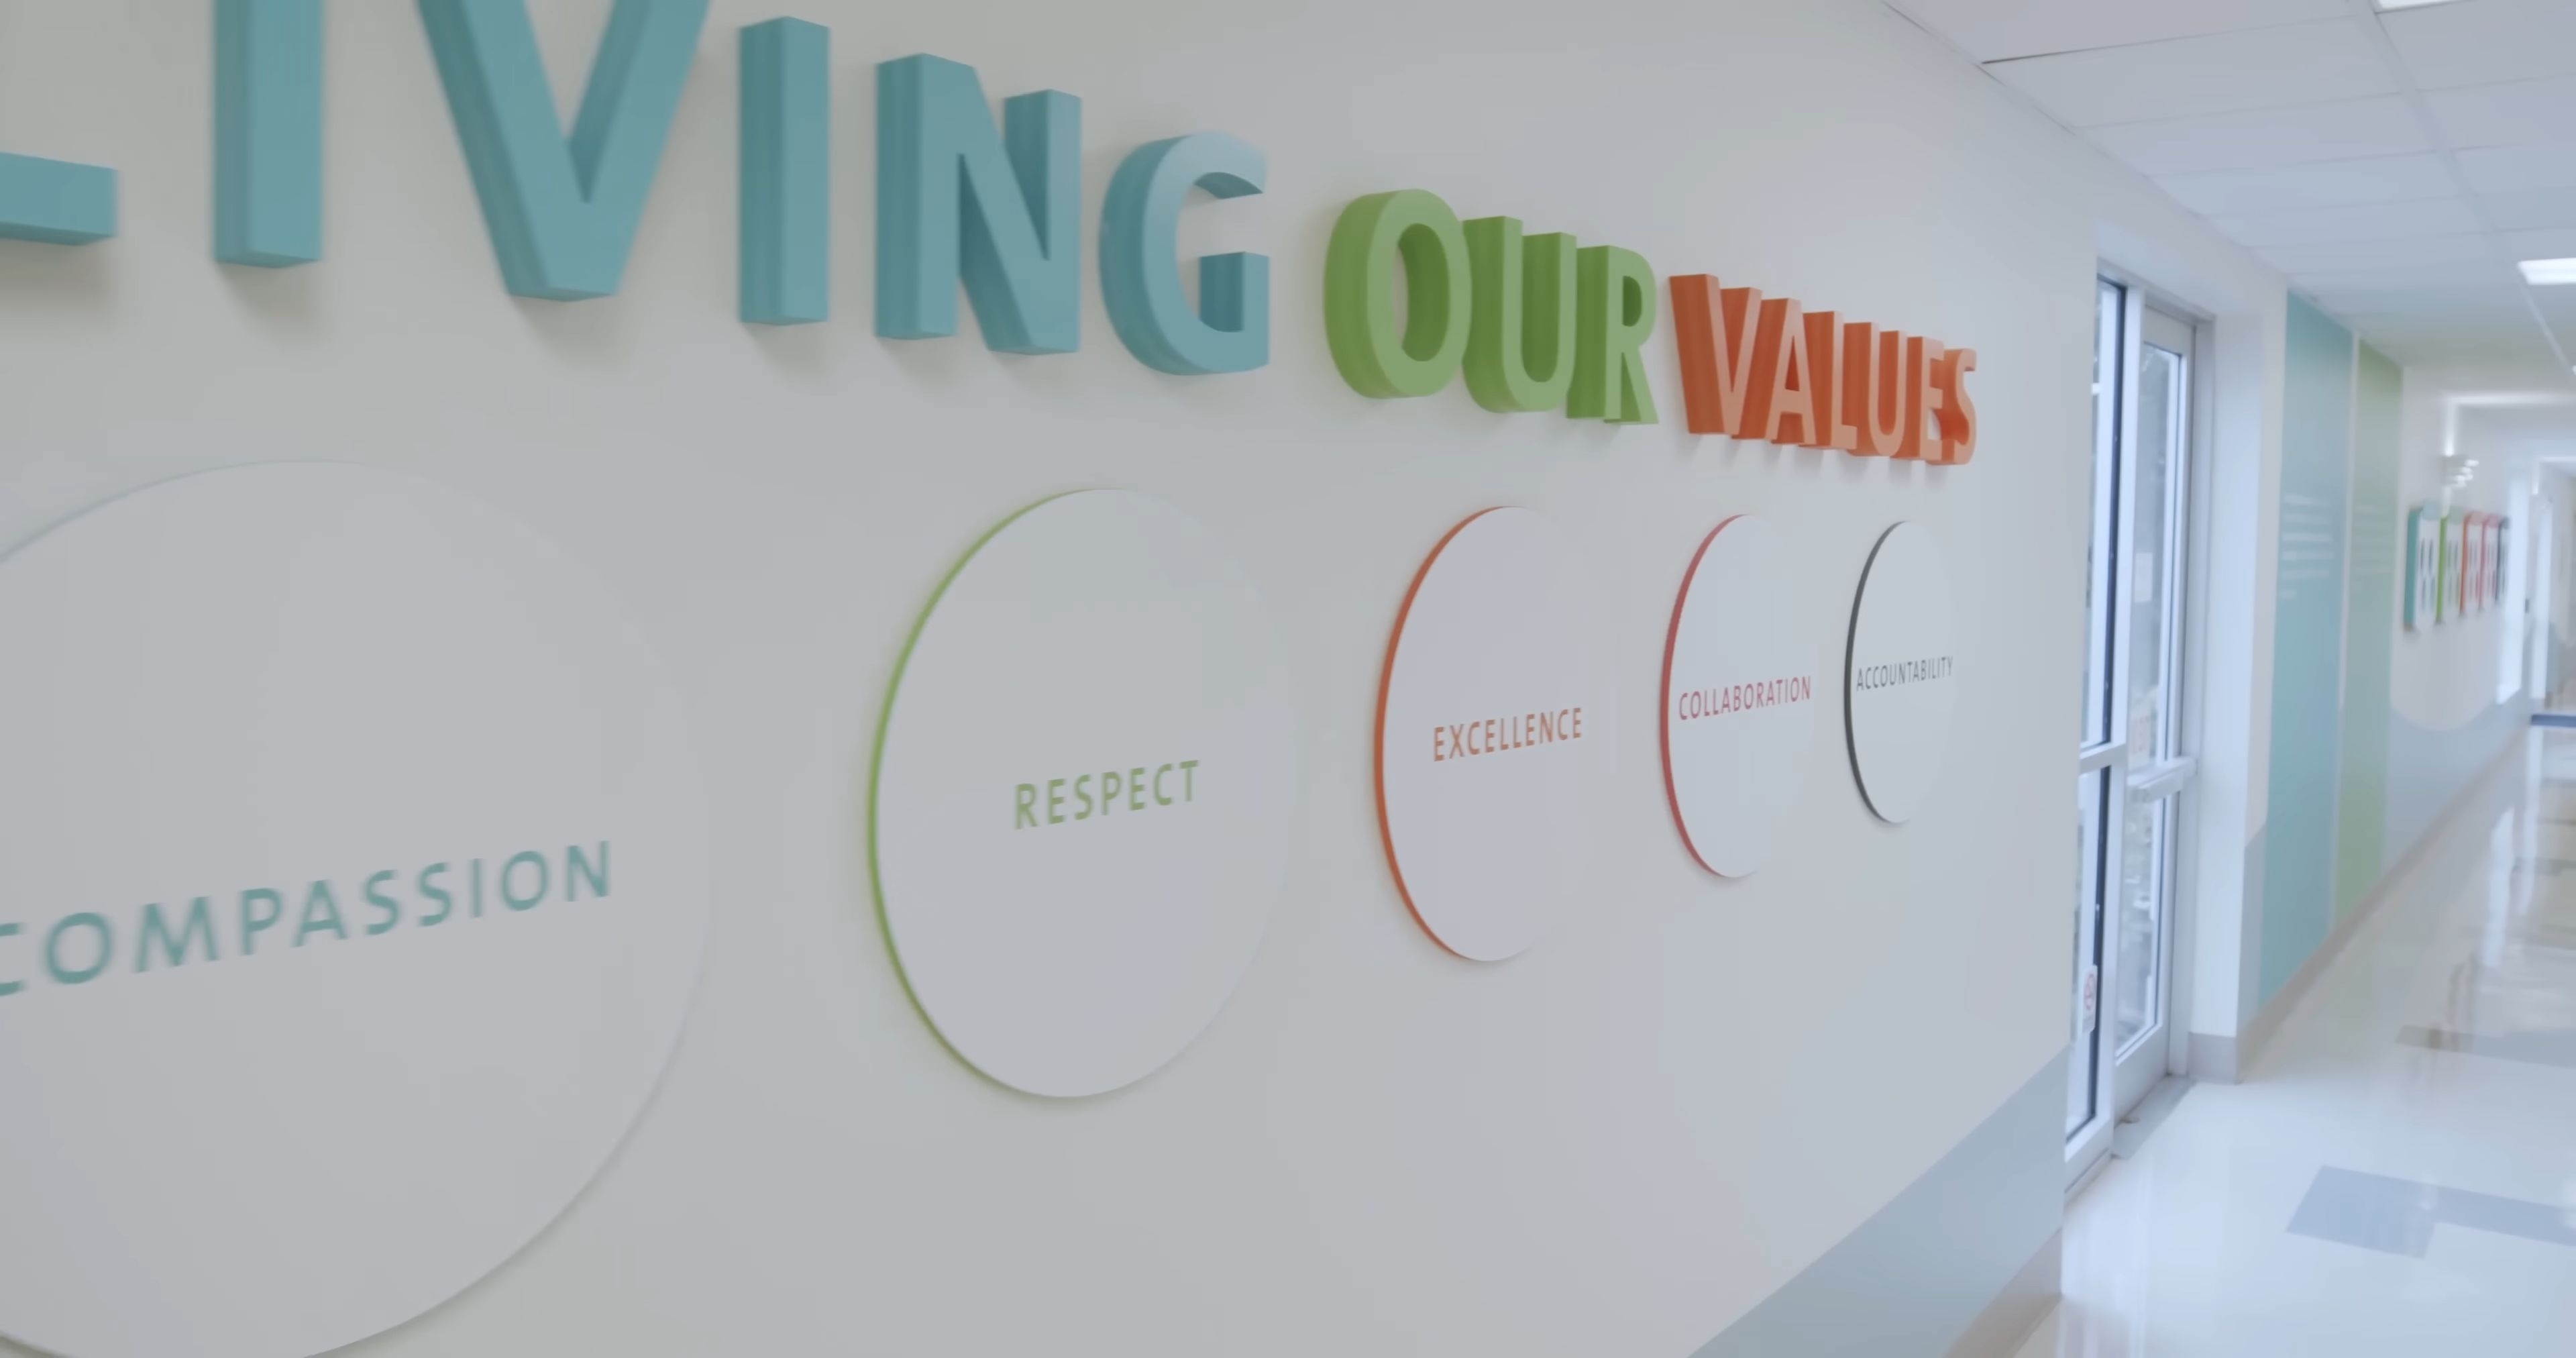 LIVING OUR VALUES
COMPASSION
RESPECT
EXCELLENCE
COLLABORATION
ACCOUNTABILITY